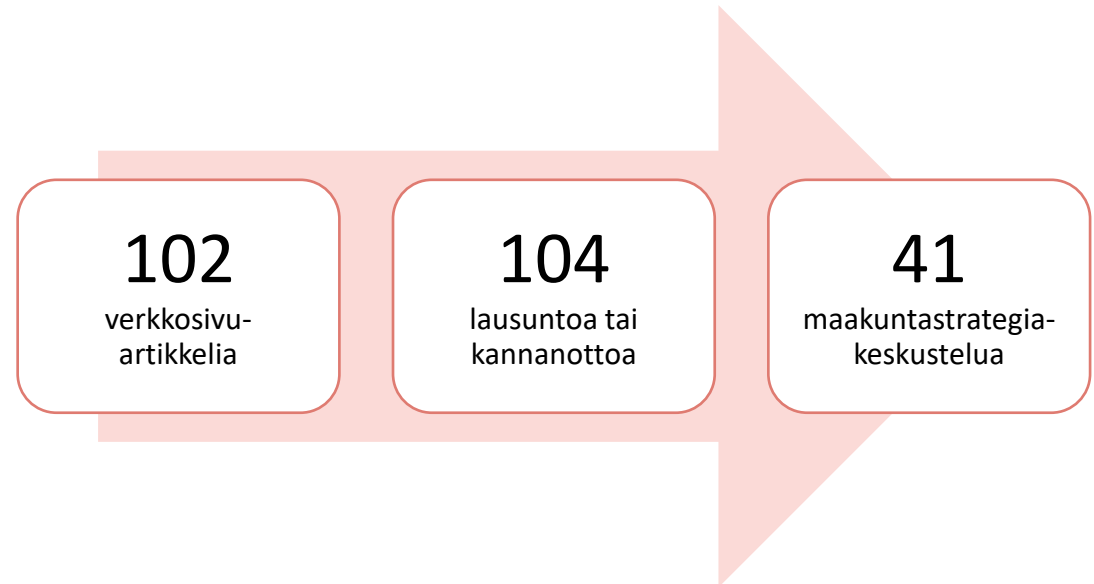 102
verkkosivu-
artikkelia
104
lausuntoa tai
kannanottoa
41
maakuntastrategia-
keskustelua